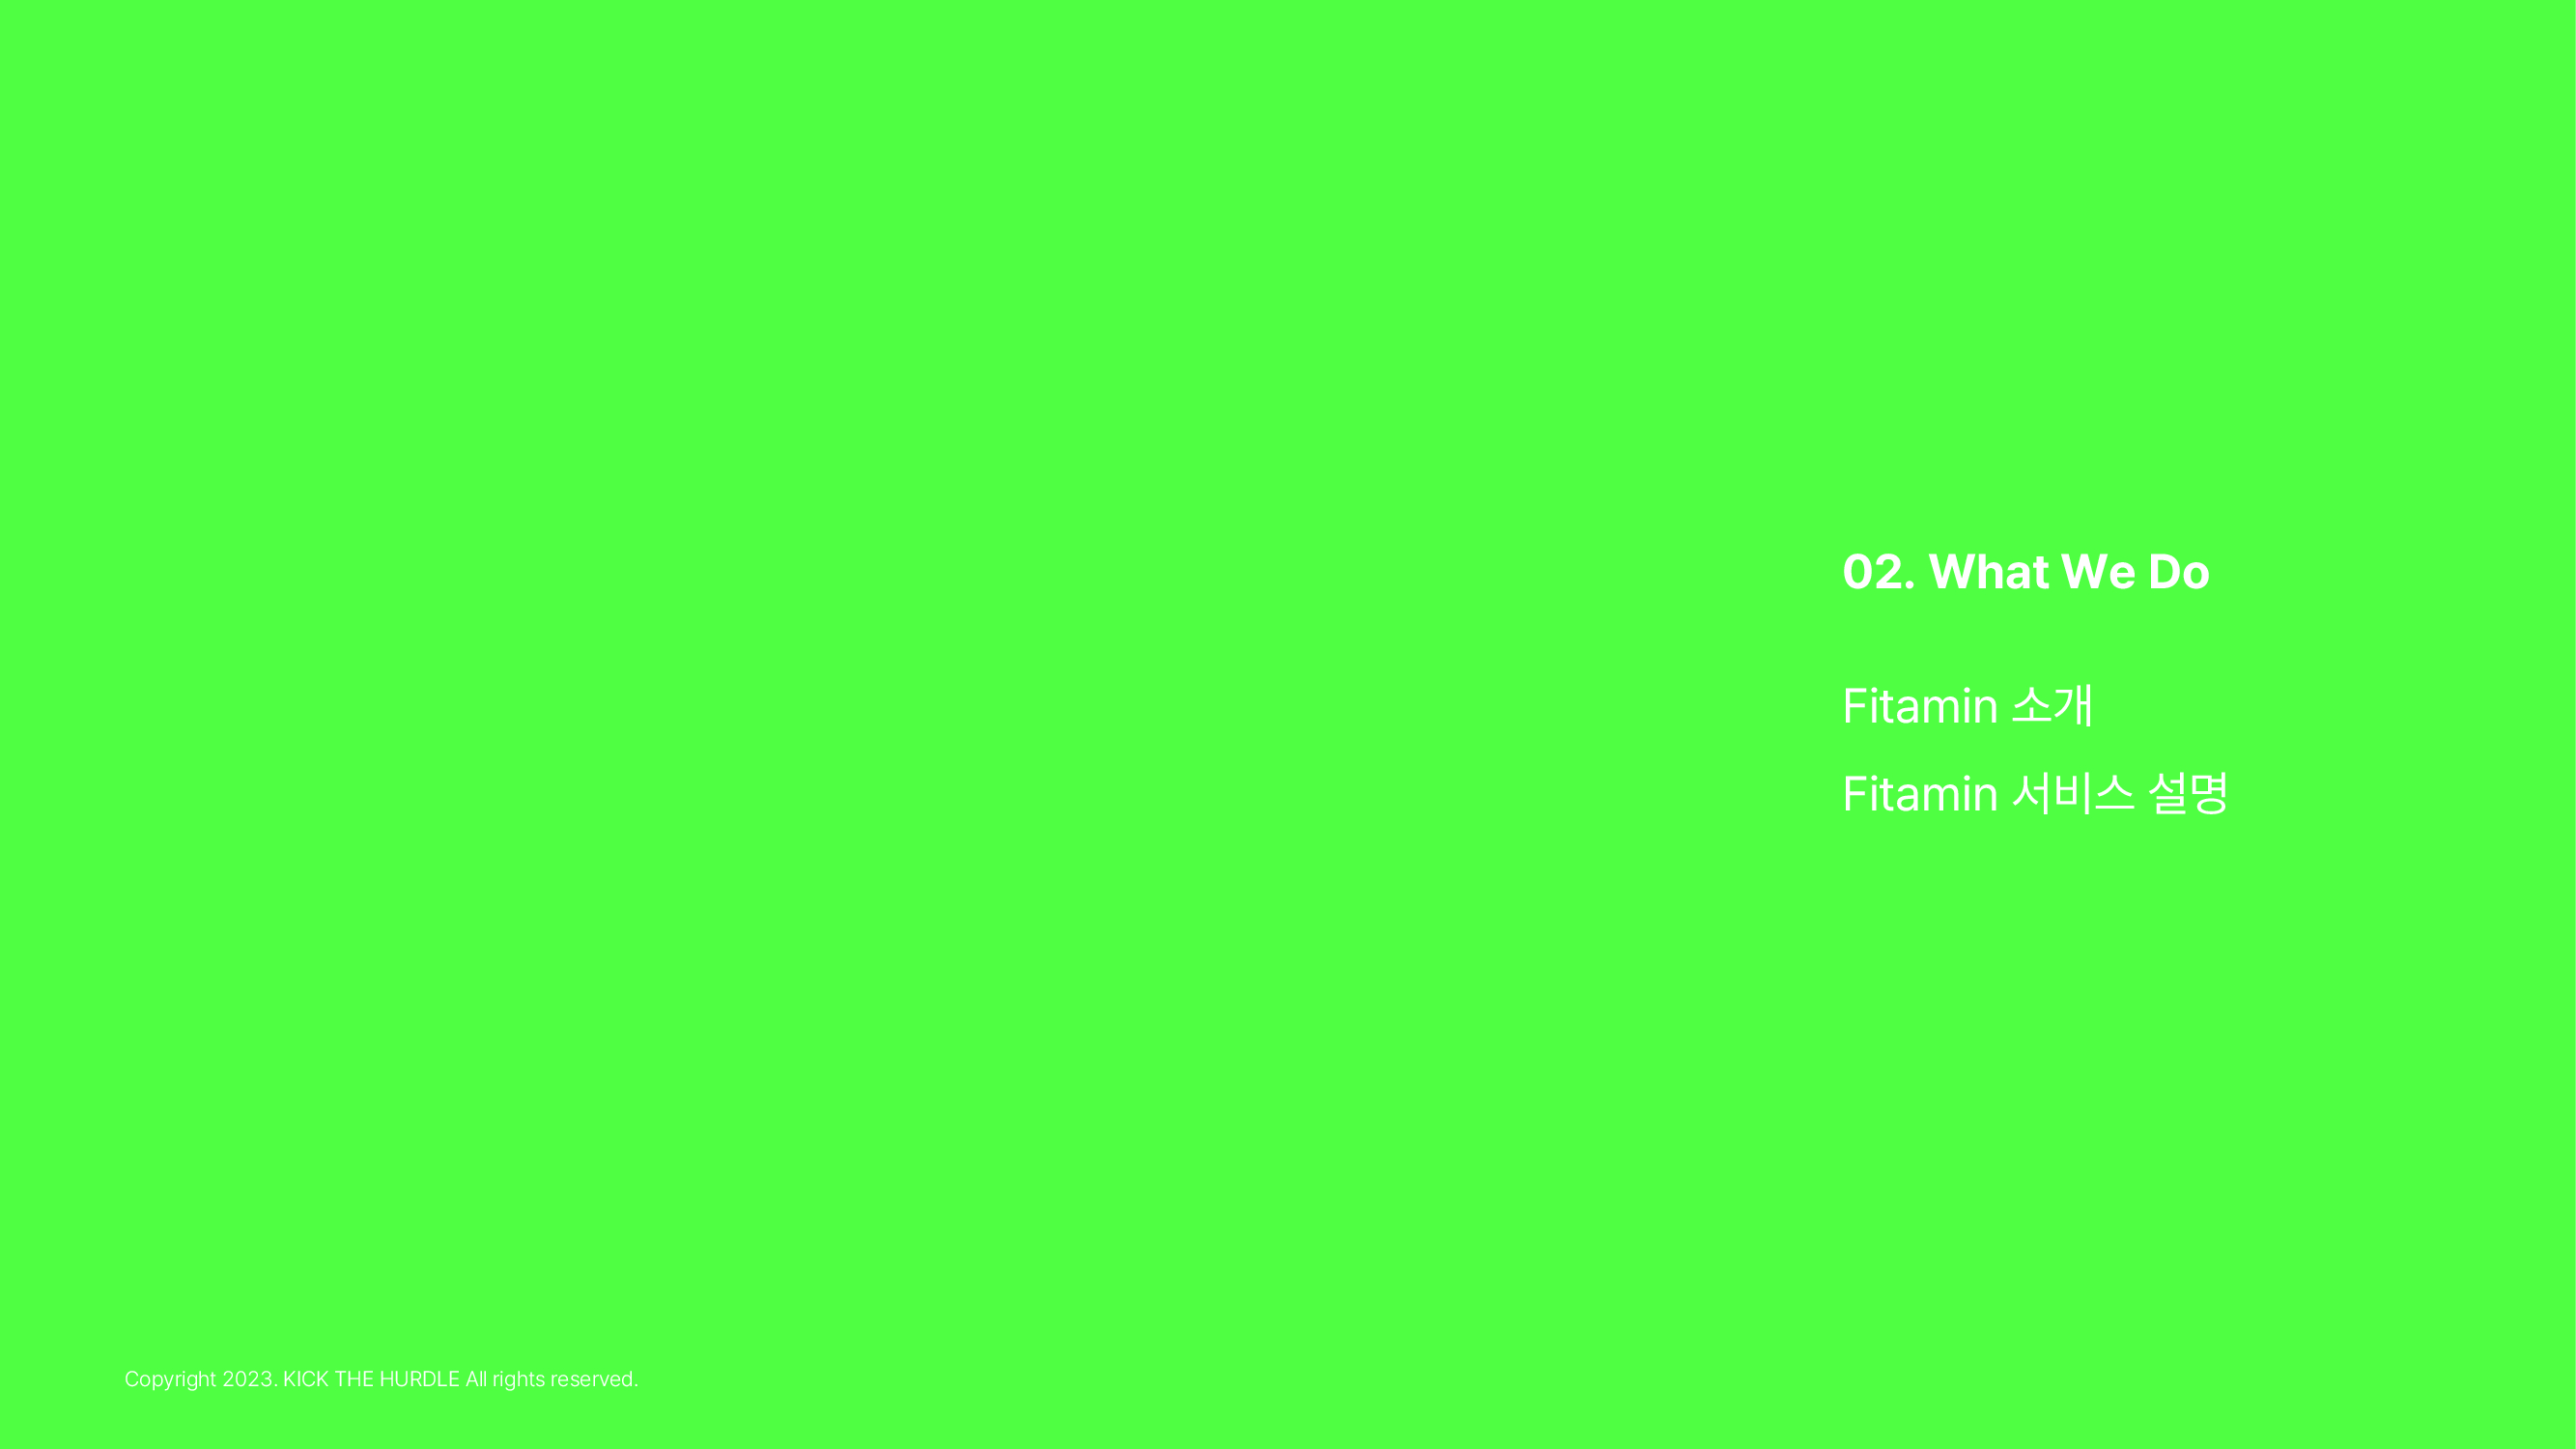 02. What We Do
Fitamin 소개
Fitamin 서비스 설명
Copyright 2023. KICK THE HURDLE All rights reserved.